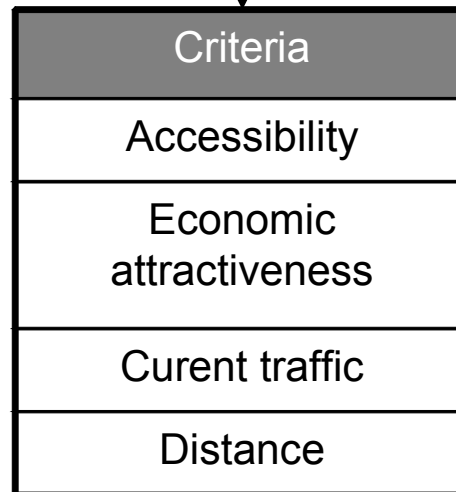 Criteria
Accessibility
Economic
attractiveness
Curent traffic
Distance